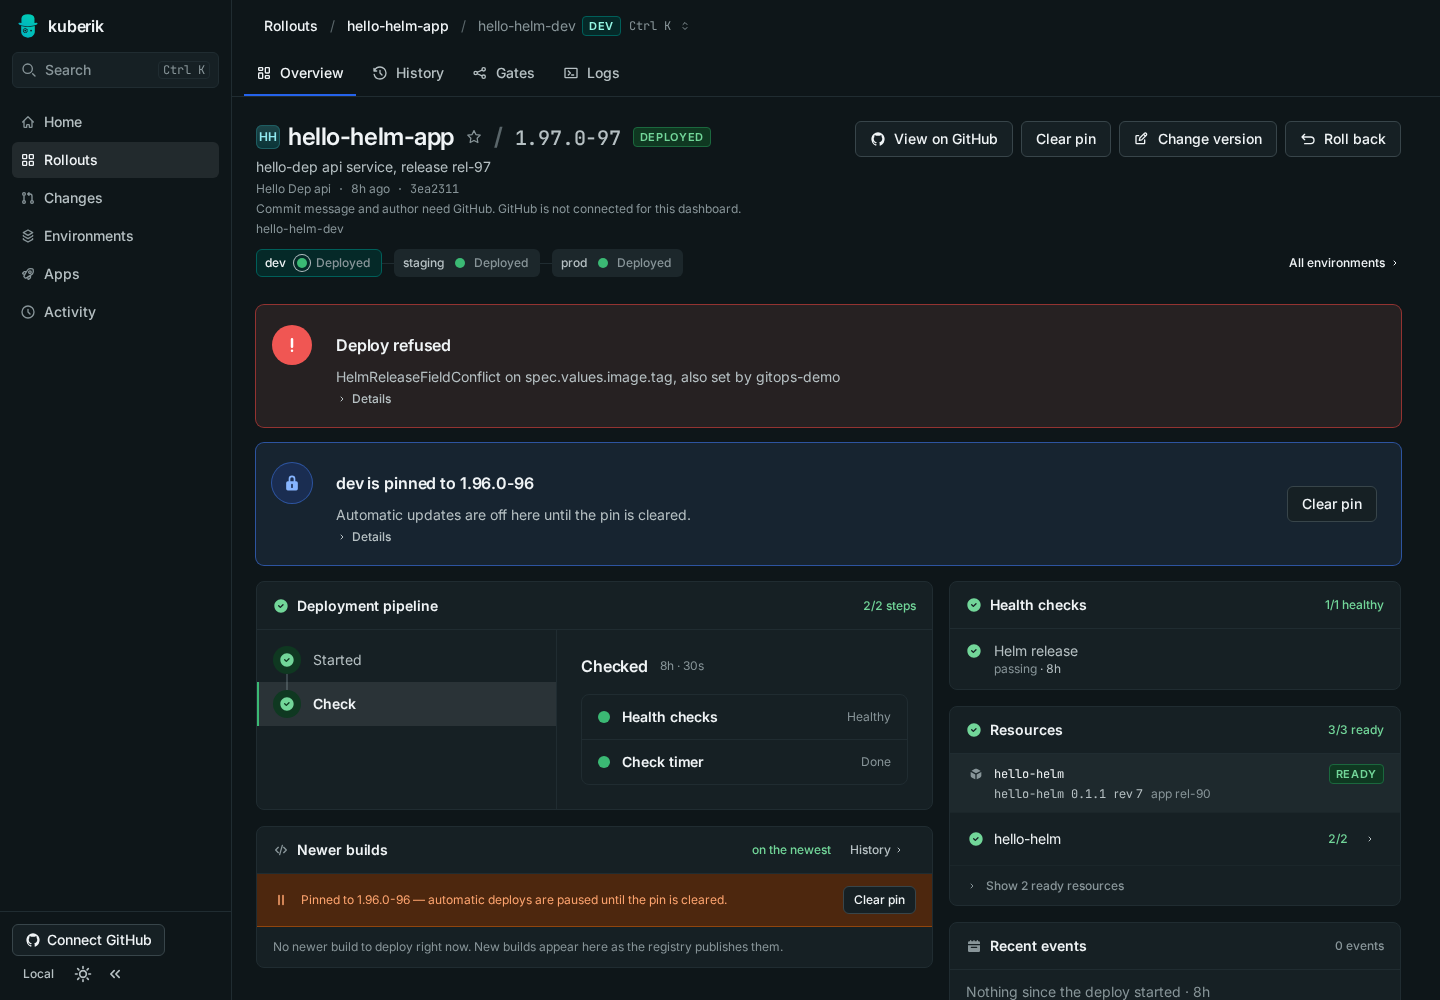 kuberik
Search Ctrl K
Home
Rollouts
Changes
Environments
Apps
Activity
Connect GitHub
Local
Rollouts / hello-helm-app / hello-helm-dev DEV Ctrl K
Overview History Gates Logs
HH hello-helm-app / 1.97.0-97 DEPLOYED
View on GitHub Clear pin Change version Roll back
hello-dep api service, release rel-97
Hello Dep api · 8h ago · 3ea2311
Commit message and author need GitHub. GitHub is not connected for this dashboard.
hello-helm-dev
dev Deployed staging Deployed prod Deployed All environments
Deploy refused
HelmReleaseFieldConflict on spec.values.image.tag, also set by gitops-demo
Details
dev is pinned to 1.96.0-96
Automatic updates are off here until the pin is cleared.
Details
Clear pin
Deployment pipeline 2/2 steps
Started
Check
Checked 8h · 30s
Health checks Healthy
Check timer Done
Newer builds on the newest History
Pinned to 1.96.0-96 — automatic deploys are paused until the pin is cleared. Clear pin
No newer build to deploy right now. New builds appear here as the registry publishes them.
Health checks 1/1 healthy
Helm release
passing · 8h
Resources 3/3 ready
hello-helm READY
hello-helm 0.1.1 rev 7 app rel-90
hello-helm 2/2
Show 2 ready resources
Recent events 0 events
Nothing since the deploy started · 8h